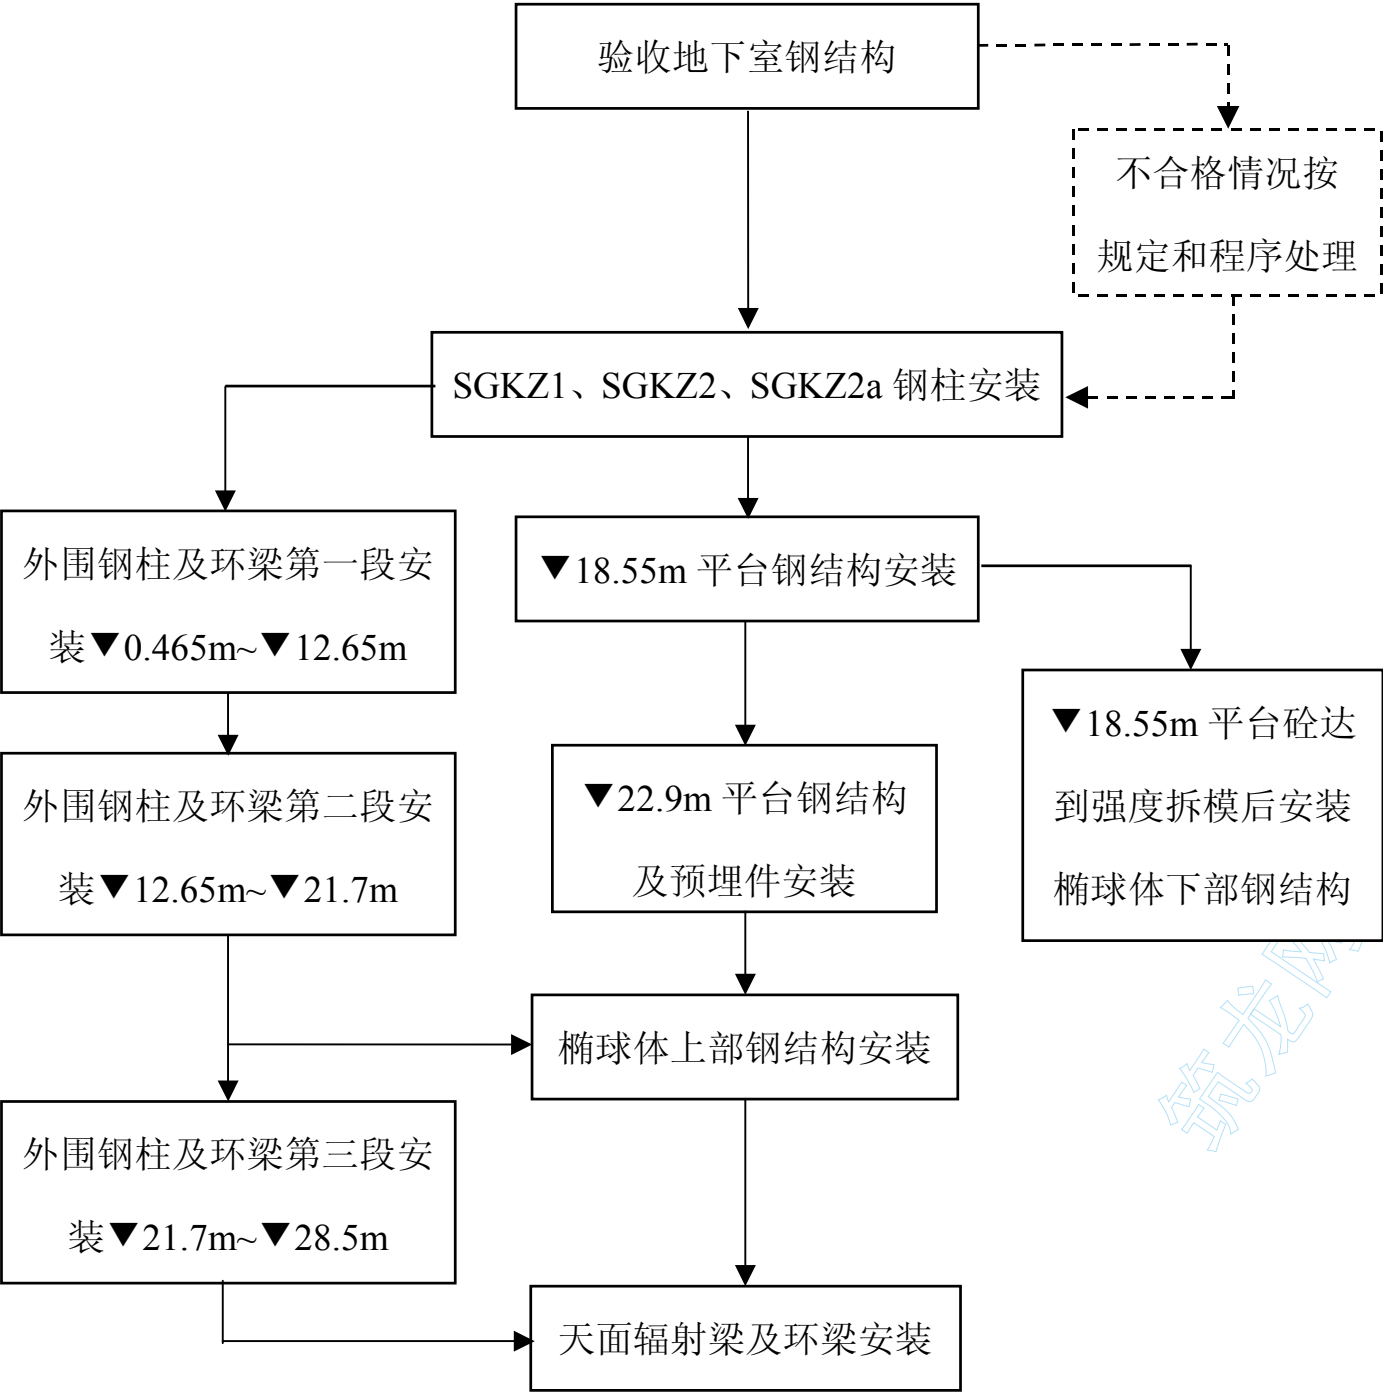 验收地下室钢结构
不合格情况按
规定和程序处理
SGKZ1、SGKZ2、SGKZ2a 钢柱安装
外围钢柱及环梁第一段安
装▼0.465m~▼12.65m
▼18.55m 平台钢结构安装
▼18.55m 平台砼达
到强度拆模后安装
椭球体下部钢结构
外围钢柱及环梁第二段安
装▼12.65m~▼21.7m
▼22.9m 平台钢结构
及预埋件安装
椭球体上部钢结构安装
外围钢柱及环梁第三段安
装▼21.7m~▼28.5m
天面辐射梁及环梁安装
筑龙网